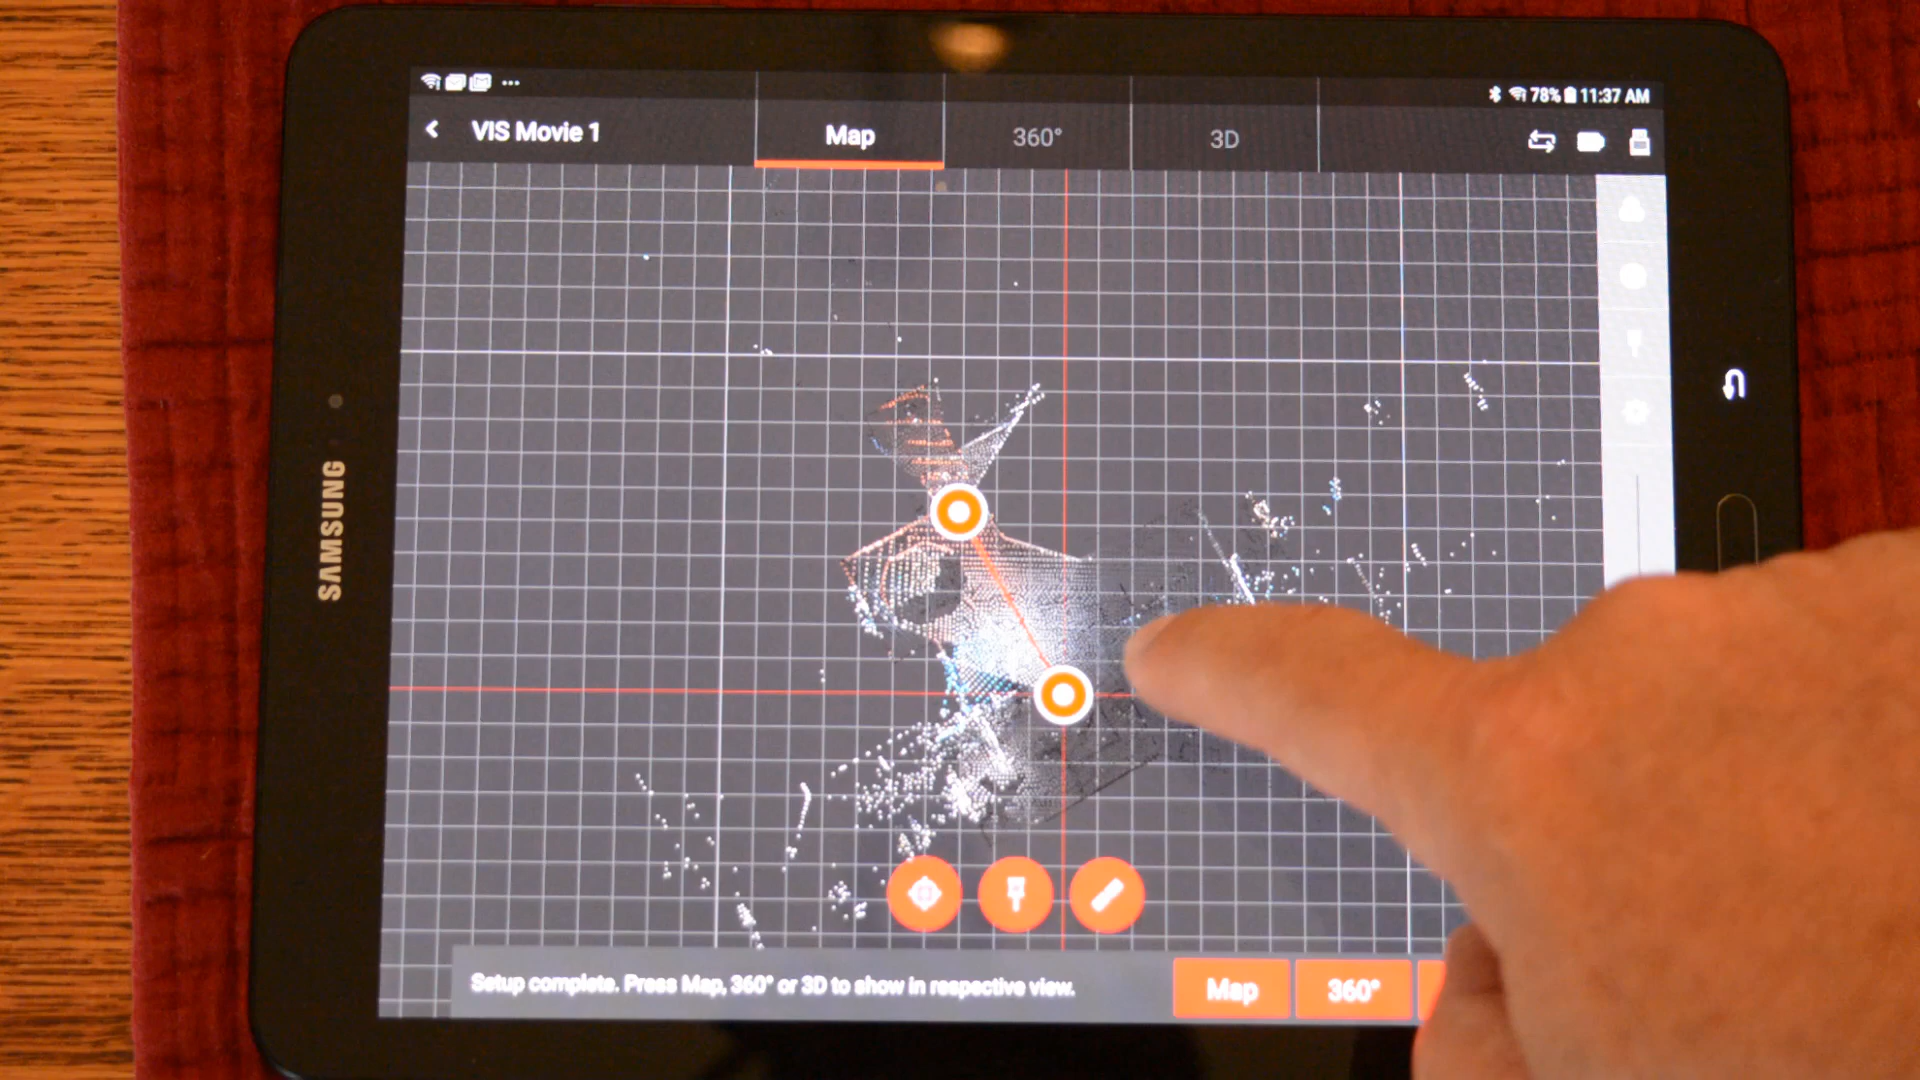 78% 11:37 AM
VIS Movie 1
Map
360°
3D
SAMSUNG
Setup complete. Press Map, 360° or 3D to show in respective view.
Map
360°